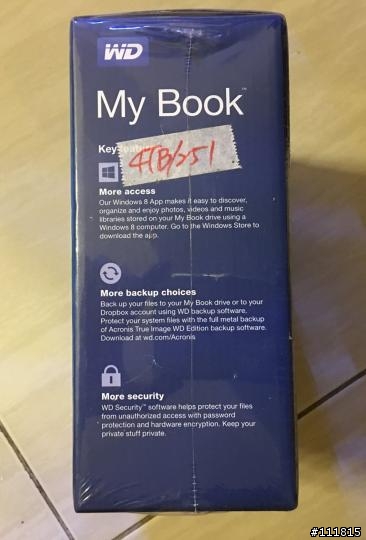 WD
My Book™
Key
4TB/251
More access
Our Windows 8 App makes it easy to discover,
organize and enjoy photos, videos and music
libraries stored on your My Book drive using a
Windows 8 computer. Go to the Windows Store to
download the app.
More backup choices
Back up your files to your My Book drive or to your
Dropbox account using WD backup software.
Protect your system files with the full metal backup
of Acronis True Image WD Edition backup software.
Download at wd.com/Acronis
More security
WD Security™ software helps protect your files
from unauthorized access with password
protection and hardware encryption. Keep your
private stuff private.
#111815